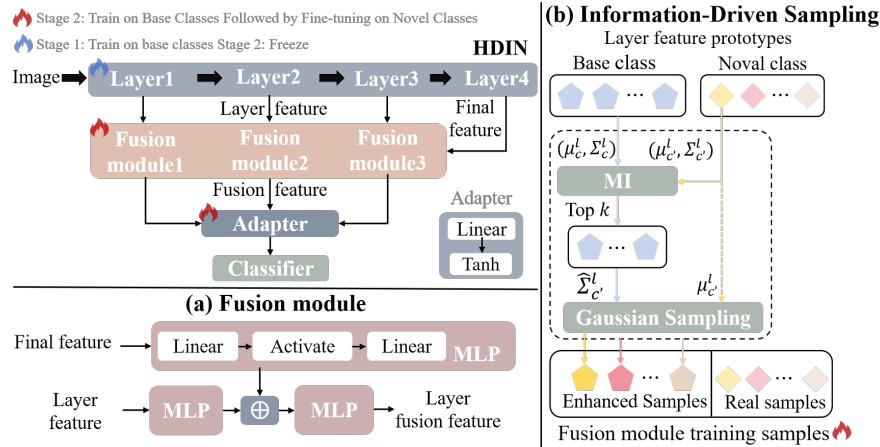 Stage 2: Train on Base Classes Followed by Fine-tuning on Novel Classes
Stage 1: Train on base classes Stage 2: Freeze
HDIN
Image
Layer1
Layer2
Layer3
Layer4
Layer feature
Final
feature
Fusion
module1
Fusion
module2
Fusion
module3
Fusion feature
Adapter
Classifier
Adapter
Linear
Tanh
(a) Fusion module
Final feature
Linear
Activate
Linear
MLP
Layer
feature
MLP
⊕
MLP
Layer
fusion feature
(b) Information-Driven Sampling
Layer feature prototypes
Base class
Noval class
...
...
(μ_c^l, Σ_c^l)
(μ_{c'}^l, Σ_{c'}^l)
MI
Top k
...
Σ̂_{c'}^l
μ_{c'}^l
Gaussian Sampling
...
...
Enhanced Samples
Real samples
Fusion module training samples